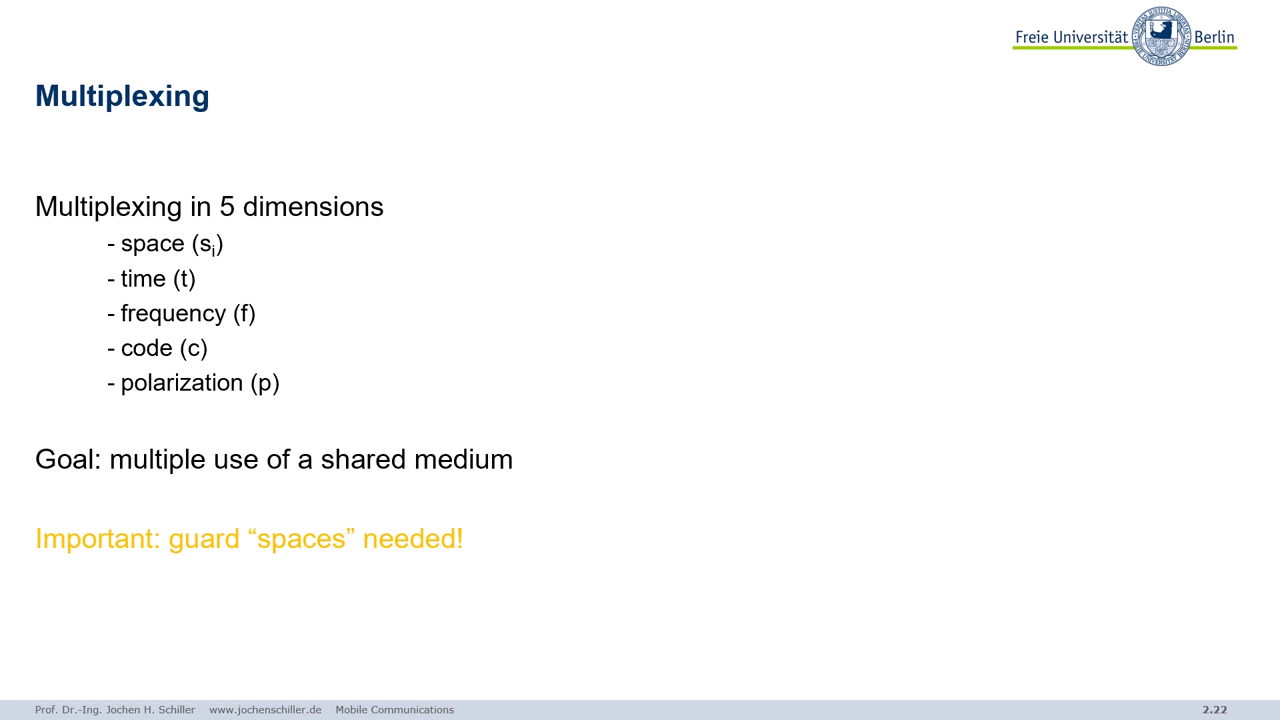 Freie Universität Berlin
Multiplexing
Multiplexing in 5 dimensions
- space (sᵢ)
- time (t)
- frequency (f)
- code (c)
- polarization (p)
Goal: multiple use of a shared medium
Important: guard “spaces” needed!
Prof. Dr.-Ing. Jochen H. Schiller www.jochenschiller.de Mobile Communications 2.22